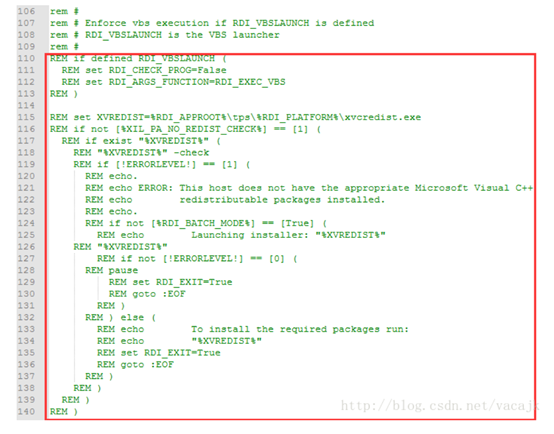 106 rem #
107 rem # Enforce vbs execution if RDI_VBSLAUNCH is defined
108 rem # RDI_VBSLAUNCH is the VBS launcher
109 rem #
110 REM if defined RDI_VBSLAUNCH (
111 REM set RDI_CHECK_PROG=False
112 REM set RDI_ARGS_FUNCTION=RDI_EXEC_VBS
113 REM )
114
115 REM set XVREDIST=%RDI_APPROOT%\tps\%RDI_PLATFORM%\xvcredist.exe
116 REM if not [%XIL_PA_NO_REDIST_CHECK%] == [1] (
117 REM if exist "%XVREDIST%" (
118 REM "%XVREDIST%" -check
119 REM if [!ERRORLEVEL!] == [1] (
120 REM echo.
121 REM echo ERROR: This host does not have the appropriate Microsoft Visual C++
122 REM echo redistributable packages installed.
123 REM echo.
124 REM if not [%RDI_BATCH_MODE%] == [True] (
125 REM echo Launching installer: "%XVREDIST%"
126 REM "%XVREDIST%"
127 REM if not [!ERRORLEVEL!] == [0] (
128 REM pause
129 REM set RDI_EXIT=True
130 REM goto :EOF
131 REM )
132 REM ) else (
133 REM echo To install the required packages run:
134 REM echo "%XVREDIST%"
135 REM set RDI_EXIT=True
136 REM goto :EOF
137 REM )
138 REM )
139 REM )
140 REM )